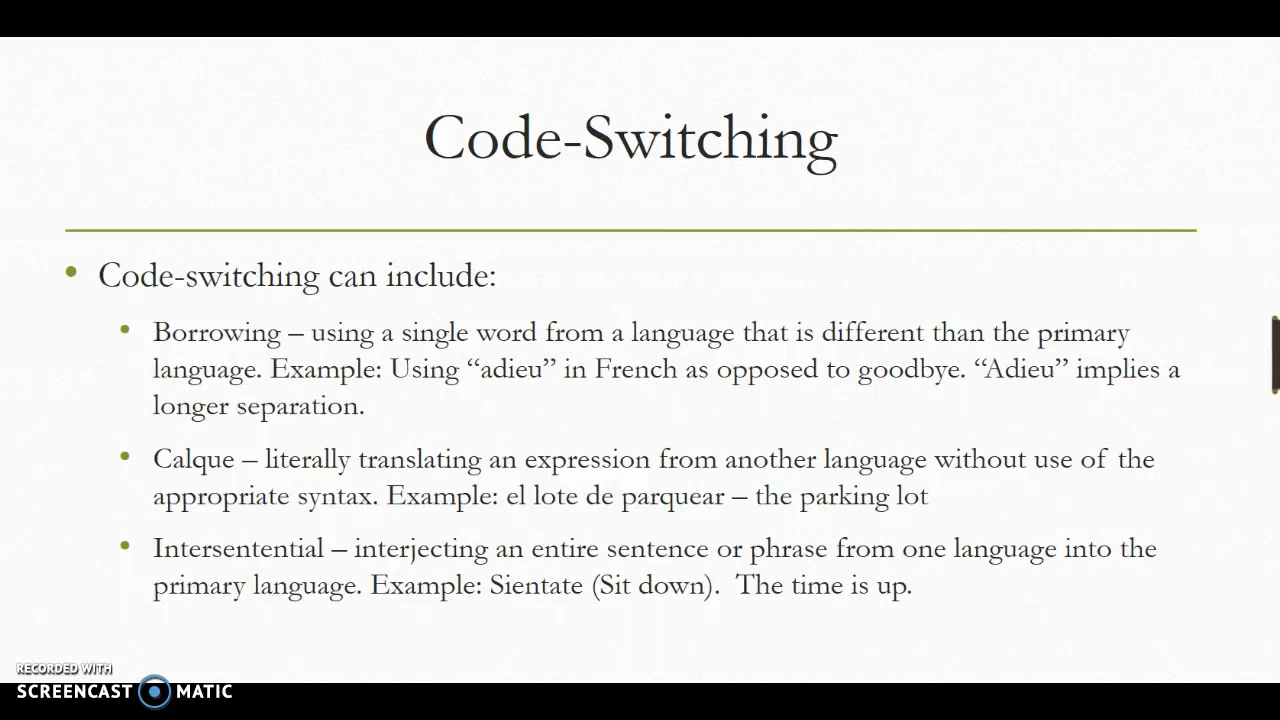 Code-Switching
Code-switching can include:
Borrowing – using a single word from a language that is different than the primary
language. Example: Using “adieu” in French as opposed to goodbye. “Adieu” implies a
longer separation.
Calque – literally translating an expression from another language without use of the
appropriate syntax. Example: el lote de parquear – the parking lot
Intersentential – interjecting an entire sentence or phrase from one language into the
primary language. Example: Sientate (Sit down).  The time is up.
RECORDED WITH
SCREENCAST MATIC